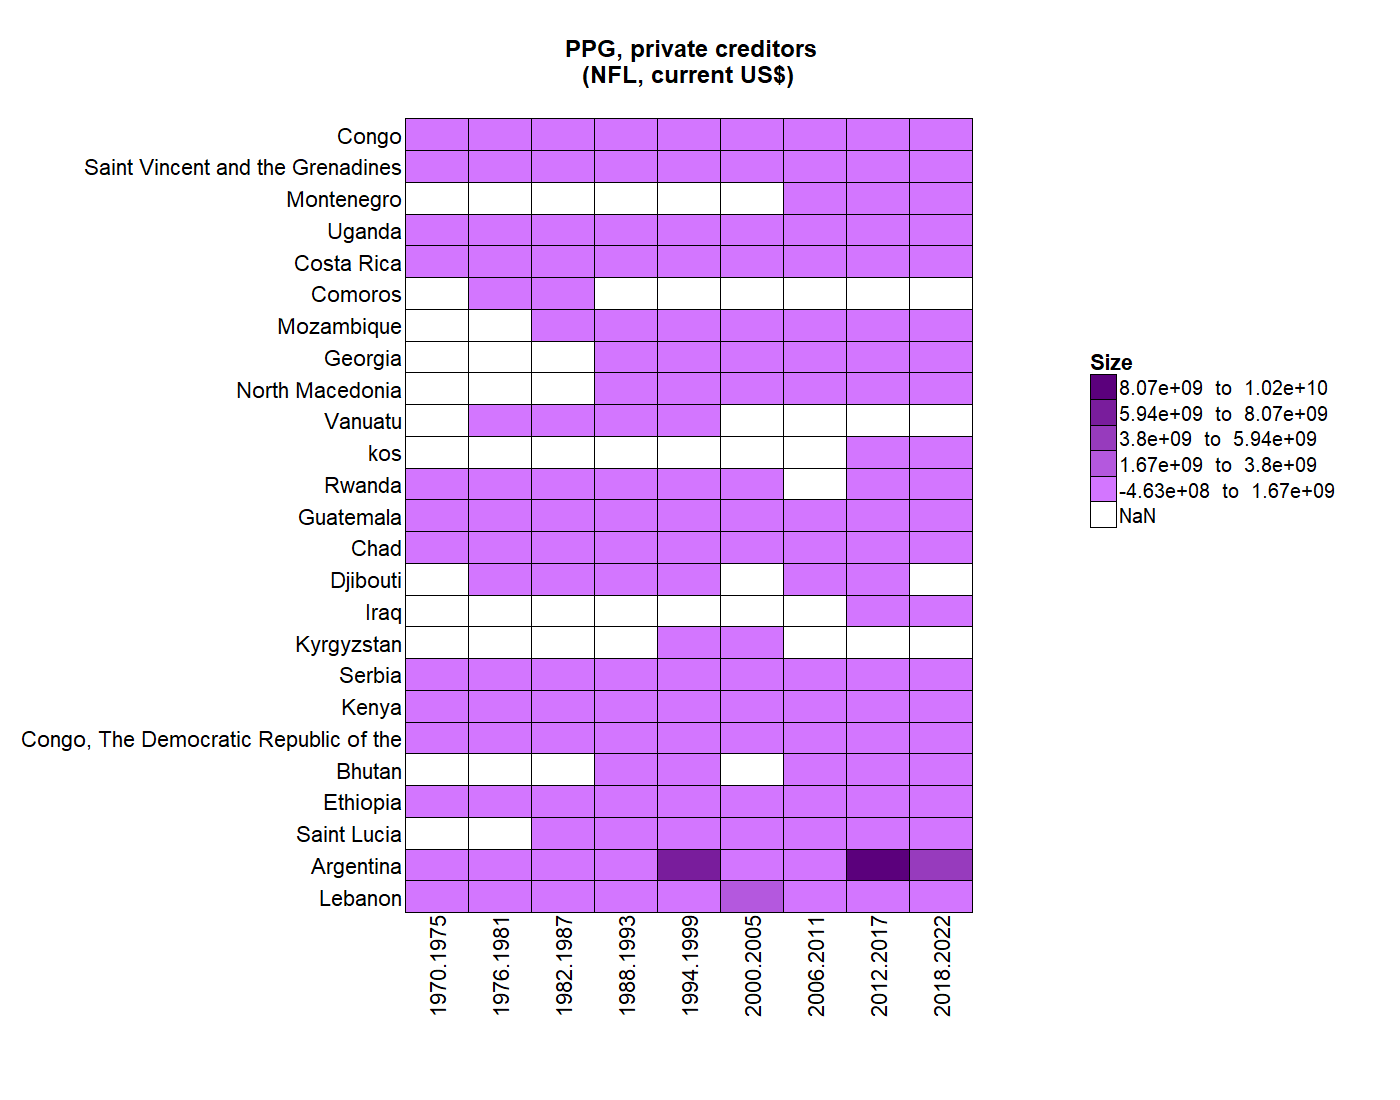 PPG, private creditors
(NFL, current US$)
Congo
Saint Vincent and the Grenadines
Montenegro
Uganda
Costa Rica
Comoros
Mozambique
Georgia
North Macedonia
Vanuatu
kos
Rwanda
Guatemala
Chad
Djibouti
Iraq
Kyrgyzstan
Serbia
Kenya
Congo, The Democratic Republic of the
Bhutan
Ethiopia
Saint Lucia
Argentina
Lebanon
1970.1975
1976.1981
1982.1987
1988.1993
1994.1999
2000.2005
2006.2011
2012.2017
2018.2022
Size
8.07e+09 to 1.02e+10
5.94e+09 to 8.07e+09
3.8e+09 to 5.94e+09
1.67e+09 to 3.8e+09
-4.63e+08 to 1.67e+09
NaN